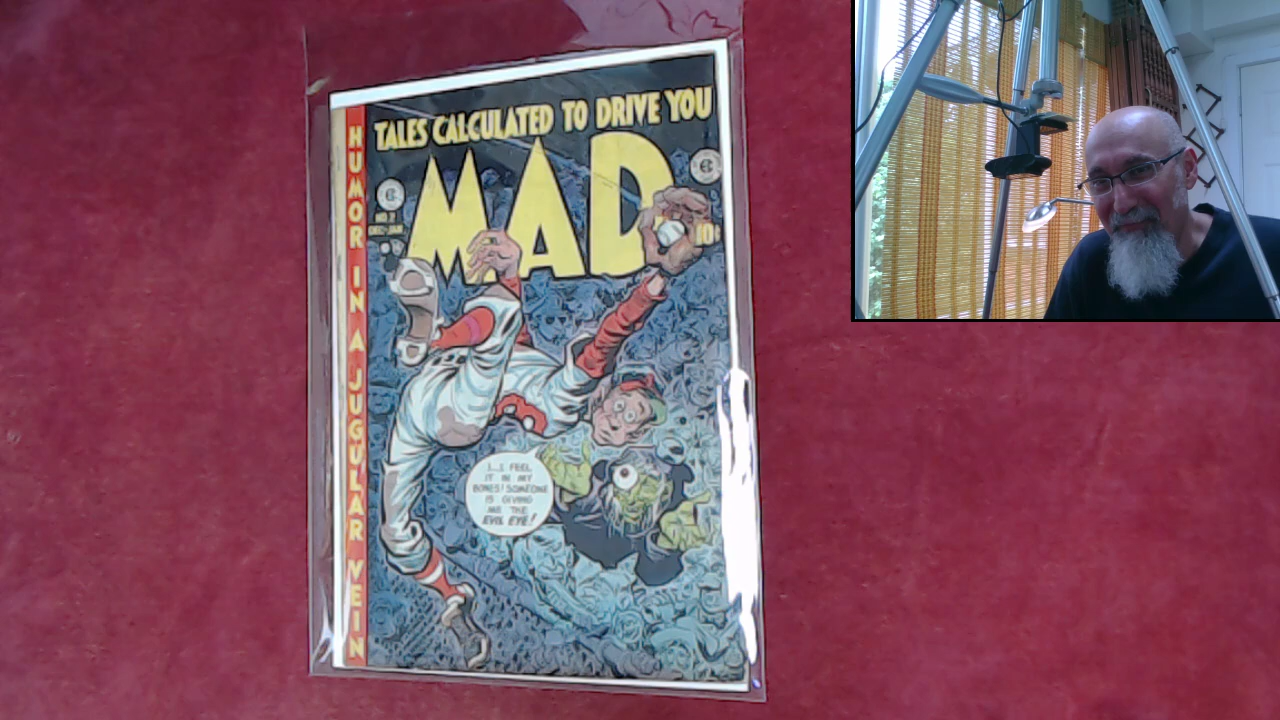 TALES CALCULATED TO DRIVE YOU
MAD
HUMOR IN A JUGULAR VEIN
10¢
I...I FEEL
IT IN MY
BONES! SOMEONE
IS GIVING
ME THE
EVIL EYE!